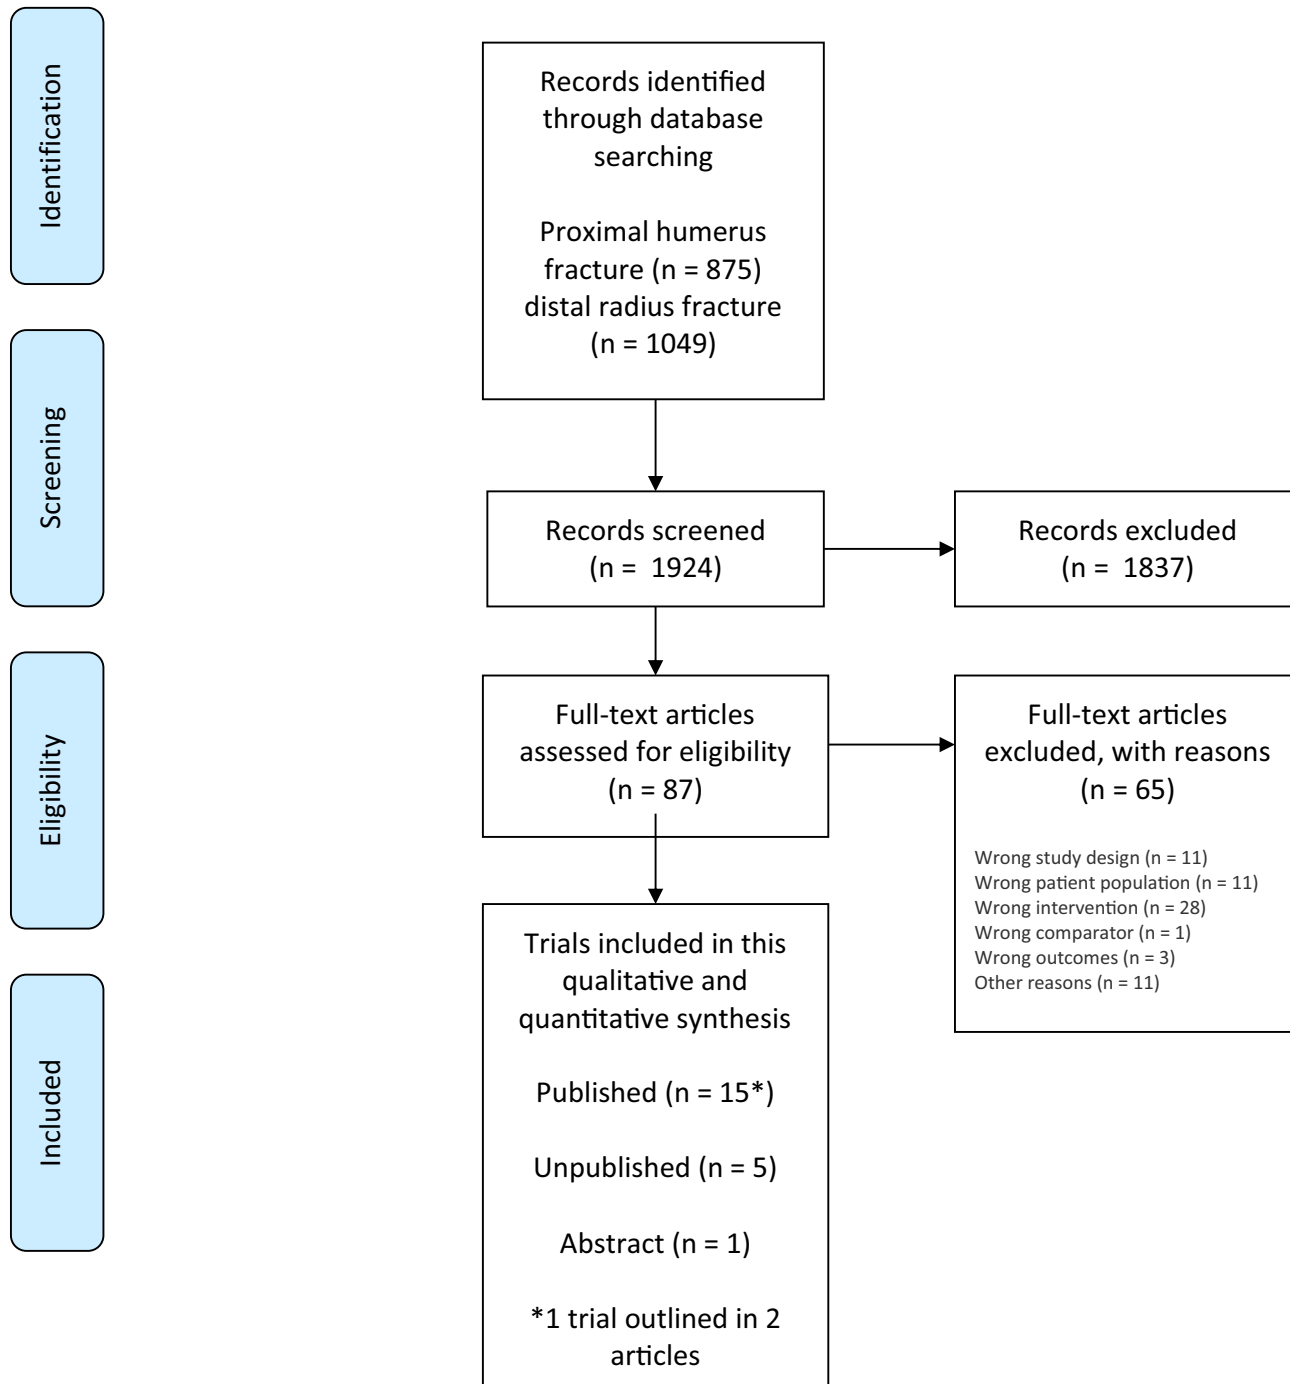 Identification
Records identified
through database
searching
Proximal humerus
fracture (n = 875)
distal radius fracture
(n = 1049)
Screening
Records screened
(n =  1924)
Records excluded
(n =  1837)
Eligibility
Full-text articles
assessed for eligibility
(n = 87)
Full-text articles
excluded, with reasons
(n = 65)
Wrong study design (n = 11)
Wrong patient population (n = 11)
Wrong intervention (n = 28)
Wrong comparator (n = 1)
Wrong outcomes (n = 3)
Other reasons (n = 11)
Included
Trials included in this
qualitative and
quantitative synthesis
Published (n = 15*)
Unpublished (n = 5)
Abstract (n = 1)
*1 trial outlined in 2
articles